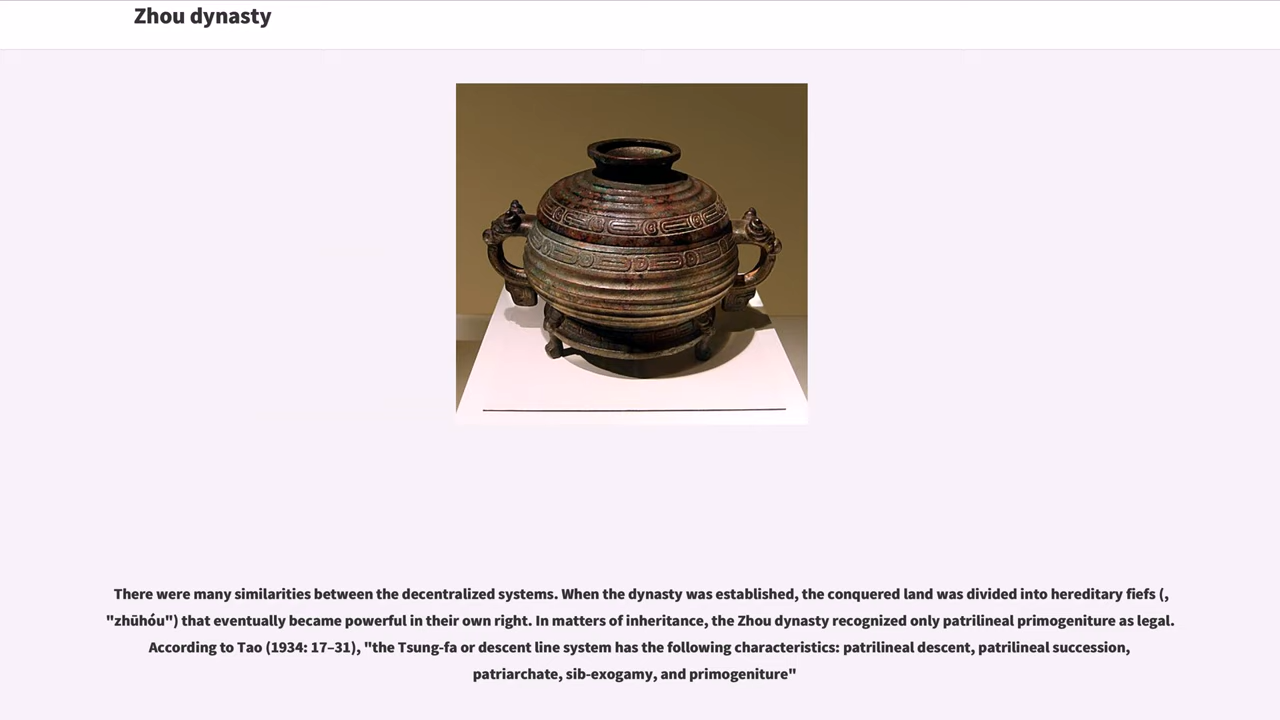 Zhou dynasty
There were many similarities between the decentralized systems. When the dynasty was established, the conquered land was divided into hereditary fiefs (,
"zhūhóu") that eventually became powerful in their own right. In matters of inheritance, the Zhou dynasty recognized only patrilineal primogeniture as legal.
According to Tao (1934: 17–31), "the Tsung-fa or descent line system has the following characteristics: patrilineal descent, patrilineal succession,
patriarchate, sib-exogamy, and primogeniture"